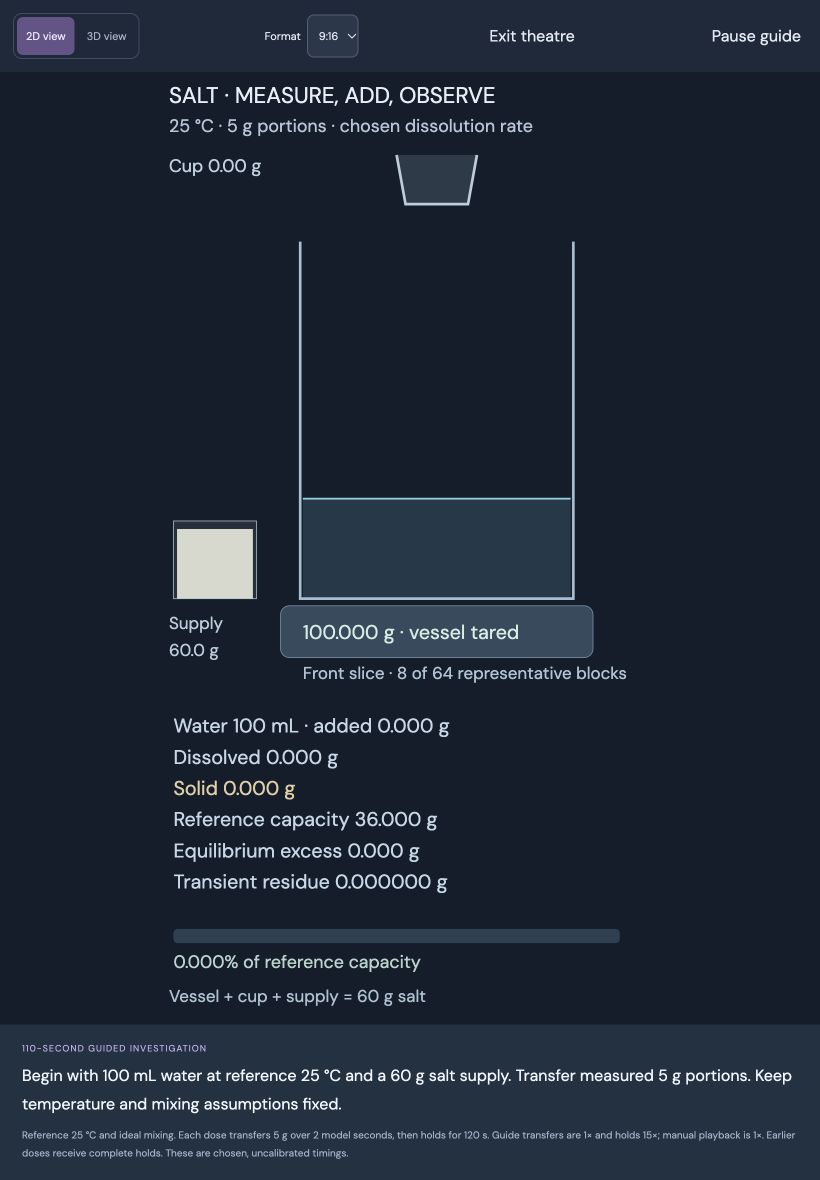 2D view
3D view
Format
9:16
Exit theatre
Pause guide
SALT · MEASURE, ADD, OBSERVE
25 °C · 5 g portions · chosen dissolution rate
Cup 0.00 g
Supply
60.0 g
100.000 g · vessel tared
Front slice · 8 of 64 representative blocks
Water 100 mL · added 0.000 g
Dissolved 0.000 g
Solid 0.000 g
Reference capacity 36.000 g
Equilibrium excess 0.000 g
Transient residue 0.000000 g
0.000% of reference capacity
Vessel + cup + supply = 60 g salt
110-SECOND GUIDED INVESTIGATION
Begin with 100 mL water at reference 25 °C and a 60 g salt supply. Transfer measured 5 g portions. Keep
temperature and mixing assumptions fixed.
Reference 25 °C and ideal mixing. Each dose transfers 5 g over 2 model seconds, then holds for 120 s. Guide transfers are 1× and holds 15×; manual playback is 1×. Earlier
doses receive complete holds. These are chosen, uncalibrated timings.